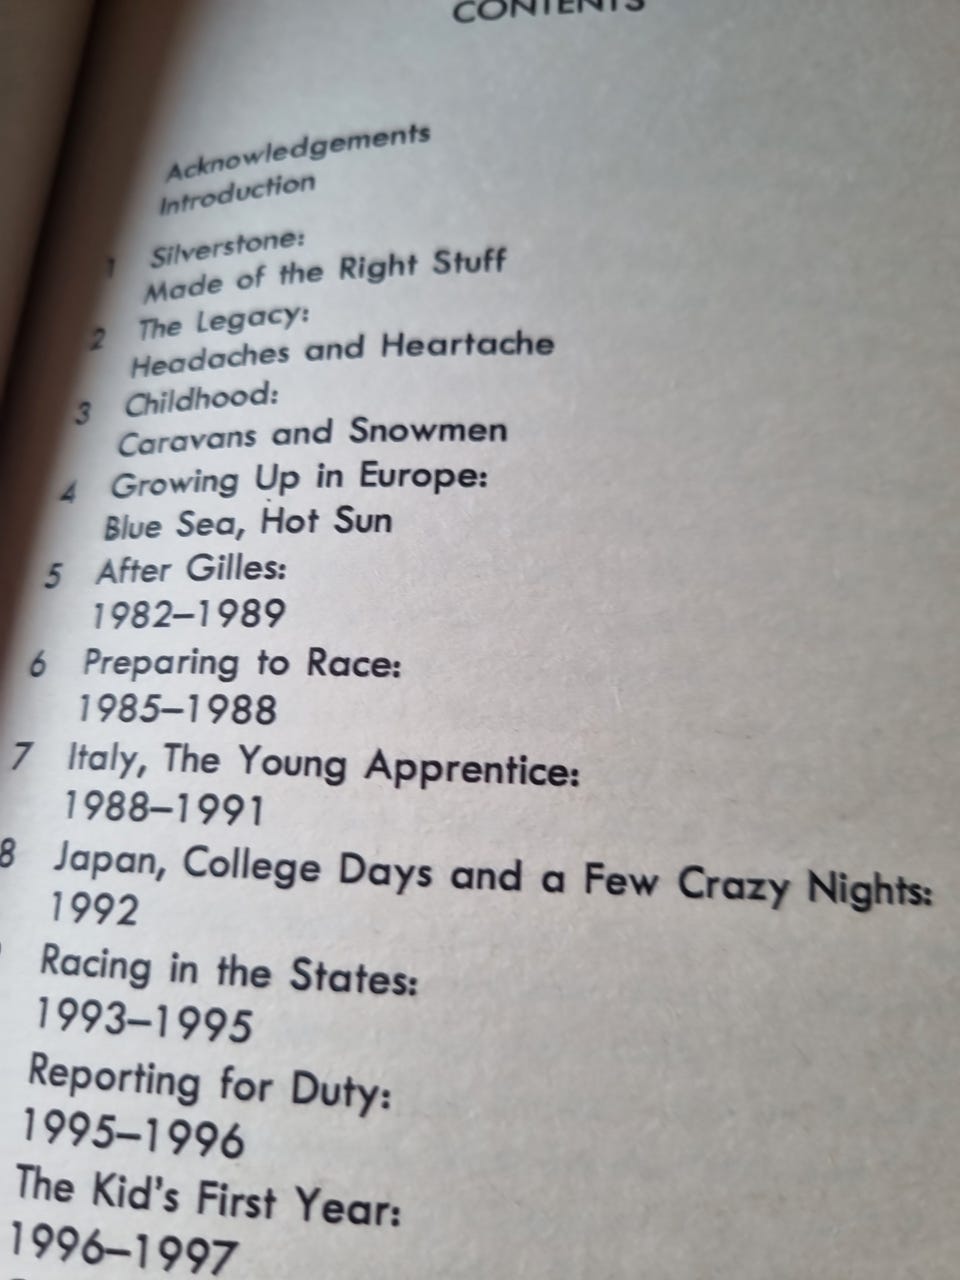 CONTENTS
Acknowledgements
Introduction
1 Silverstone:
Made of the Right Stuff
2 The Legacy:
Headaches and Heartache
3 Childhood:
Caravans and Snowmen
4 Growing Up in Europe:
Blue Sea, Hot Sun
5 After Gilles:
1982–1989
6 Preparing to Race:
1985–1988
7 Italy, The Young Apprentice:
1988–1991
8 Japan, College Days and a Few Crazy Nights:
1992
Racing in the States:
1993–1995
Reporting for Duty:
1995–1996
The Kid's First Year:
1996–1997